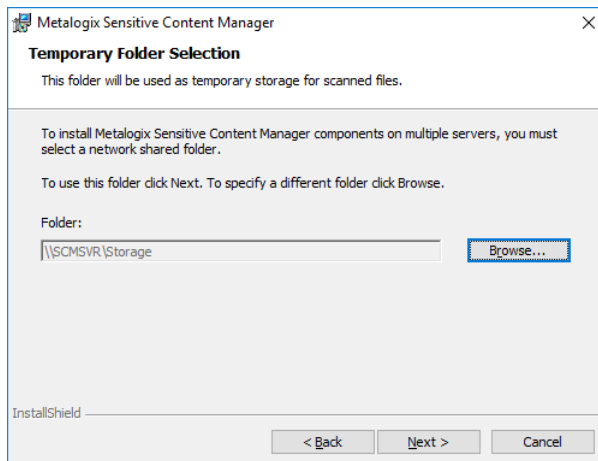 Metalogix Sensitive Content Manager
Temporary Folder Selection
This folder will be used as temporary storage for scanned files.
To install Metalogix Sensitive Content Manager components on multiple servers, you must
select a network shared folder.
To use this folder click Next. To specify a different folder click Browse.
Folder:
\\SCMSVR\Storage
Browse...
InstallShield
< Back
Next >
Cancel